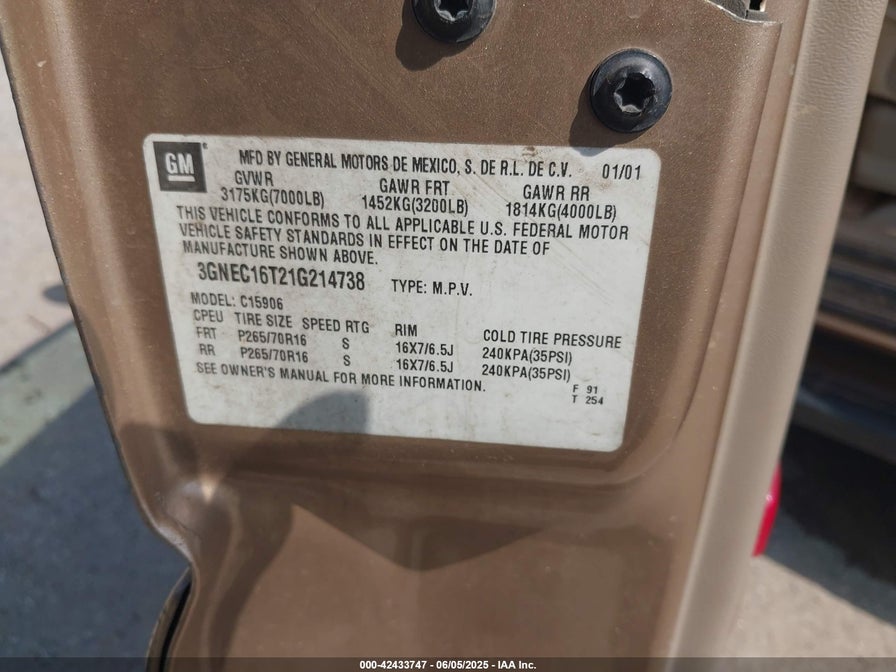 GM MFD BY GENERAL MOTORS DE MEXICO, S. DE R.L. DE C.V. 01/01
GVWR GAWR FRT GAWR RR
3175KG(7000LB) 1452KG(3200LB) 1814KG(4000LB)
THIS VEHICLE CONFORMS TO ALL APPLICABLE U.S. FEDERAL MOTOR
VEHICLE SAFETY STANDARDS IN EFFECT ON THE DATE OF
MANUFACTURE SHOWN ABOVE.
3GNEC16T21G214738 TYPE: M.P.V.
MODEL: C15906
CPEU TIRE SIZE SPEED RTG RIM COLD TIRE PRESSURE
FRT P265/70R16 S 16X7/6.5J 240KPA(35PSI)
RR P265/70R16 S 16X7/6.5J 240KPA(35PSI)
SEE OWNER'S MANUAL FOR MORE INFORMATION.
F 91
T 254
000-42433747 - 06/05/2025 - IAA Inc.